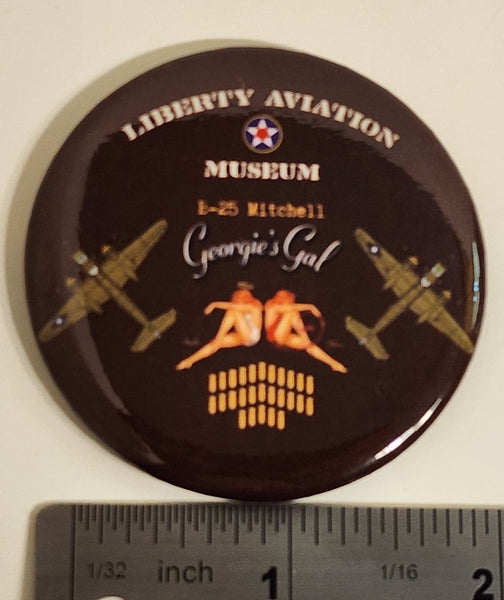 LIBERTY AVIATION
MUSEUM
B-25 Mitchell
Georgie's Gal
1/32 inch 1 1/16 2